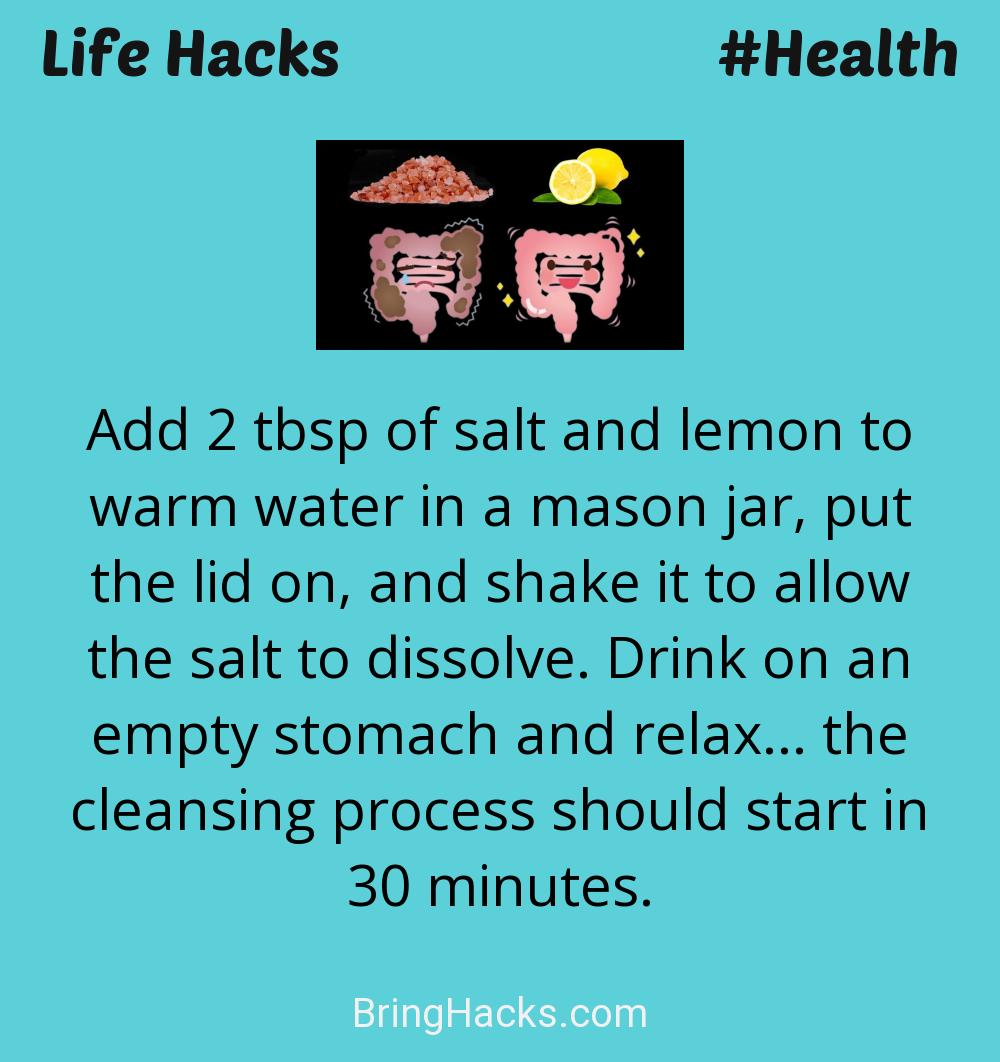 Life Hacks
#Health
Add 2 tbsp of salt and lemon to
warm water in a mason jar, put
the lid on, and shake it to allow
the salt to dissolve. Drink on an
empty stomach and relax... the
cleansing process should start in
30 minutes.
BringHacks.com